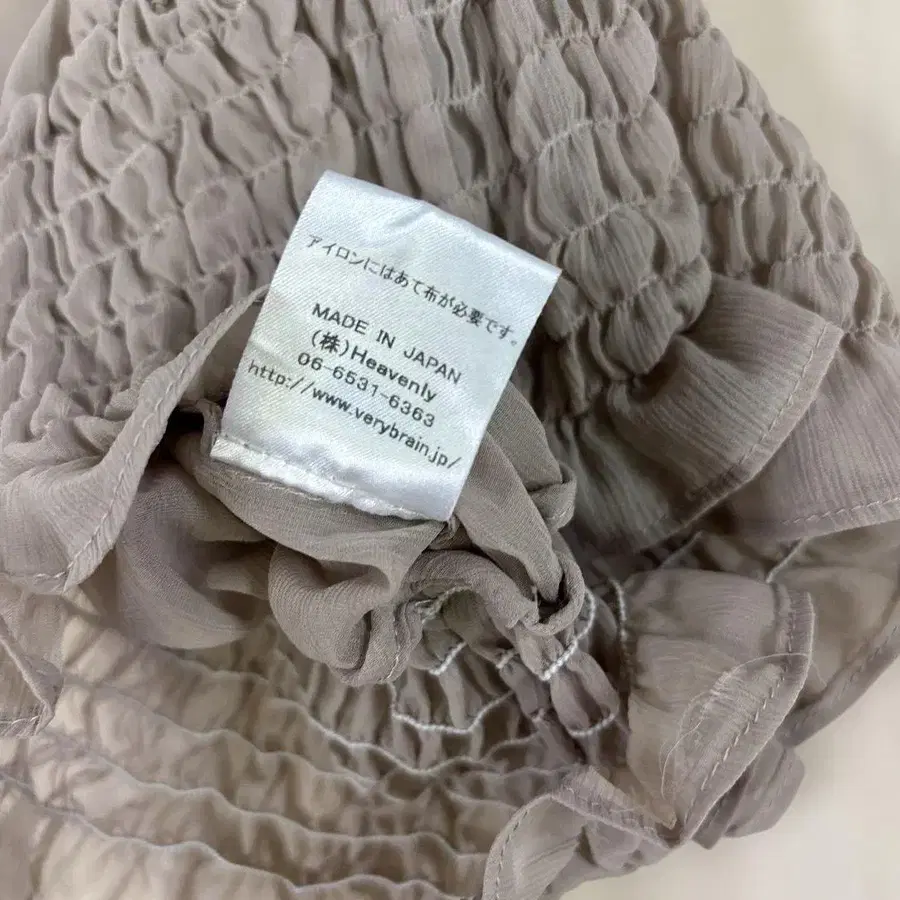 アイロンにはあて布が必要です。
MADE IN JAPAN
(株)Heavenly
06-6531-6363
http://www.verybrain.jp/